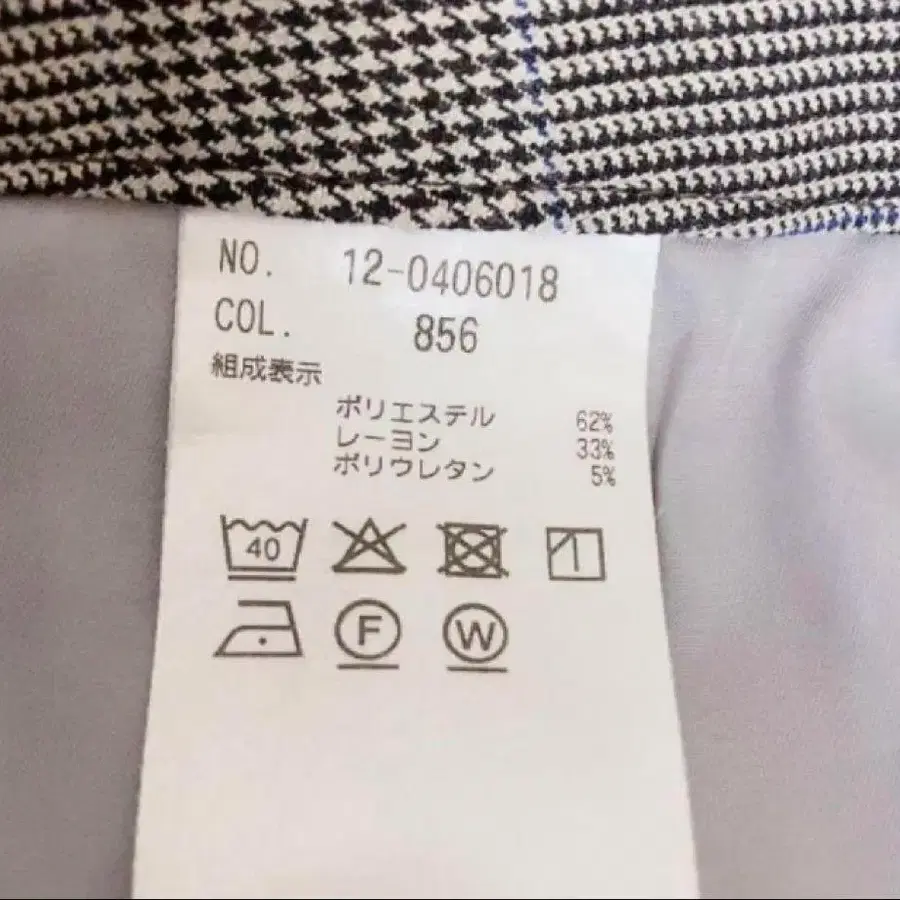 NO. 12-0406018
COL. 856
組成表示
ポリエステル 62%
レーヨン 33%
ポリウレタン 5%
40
F W